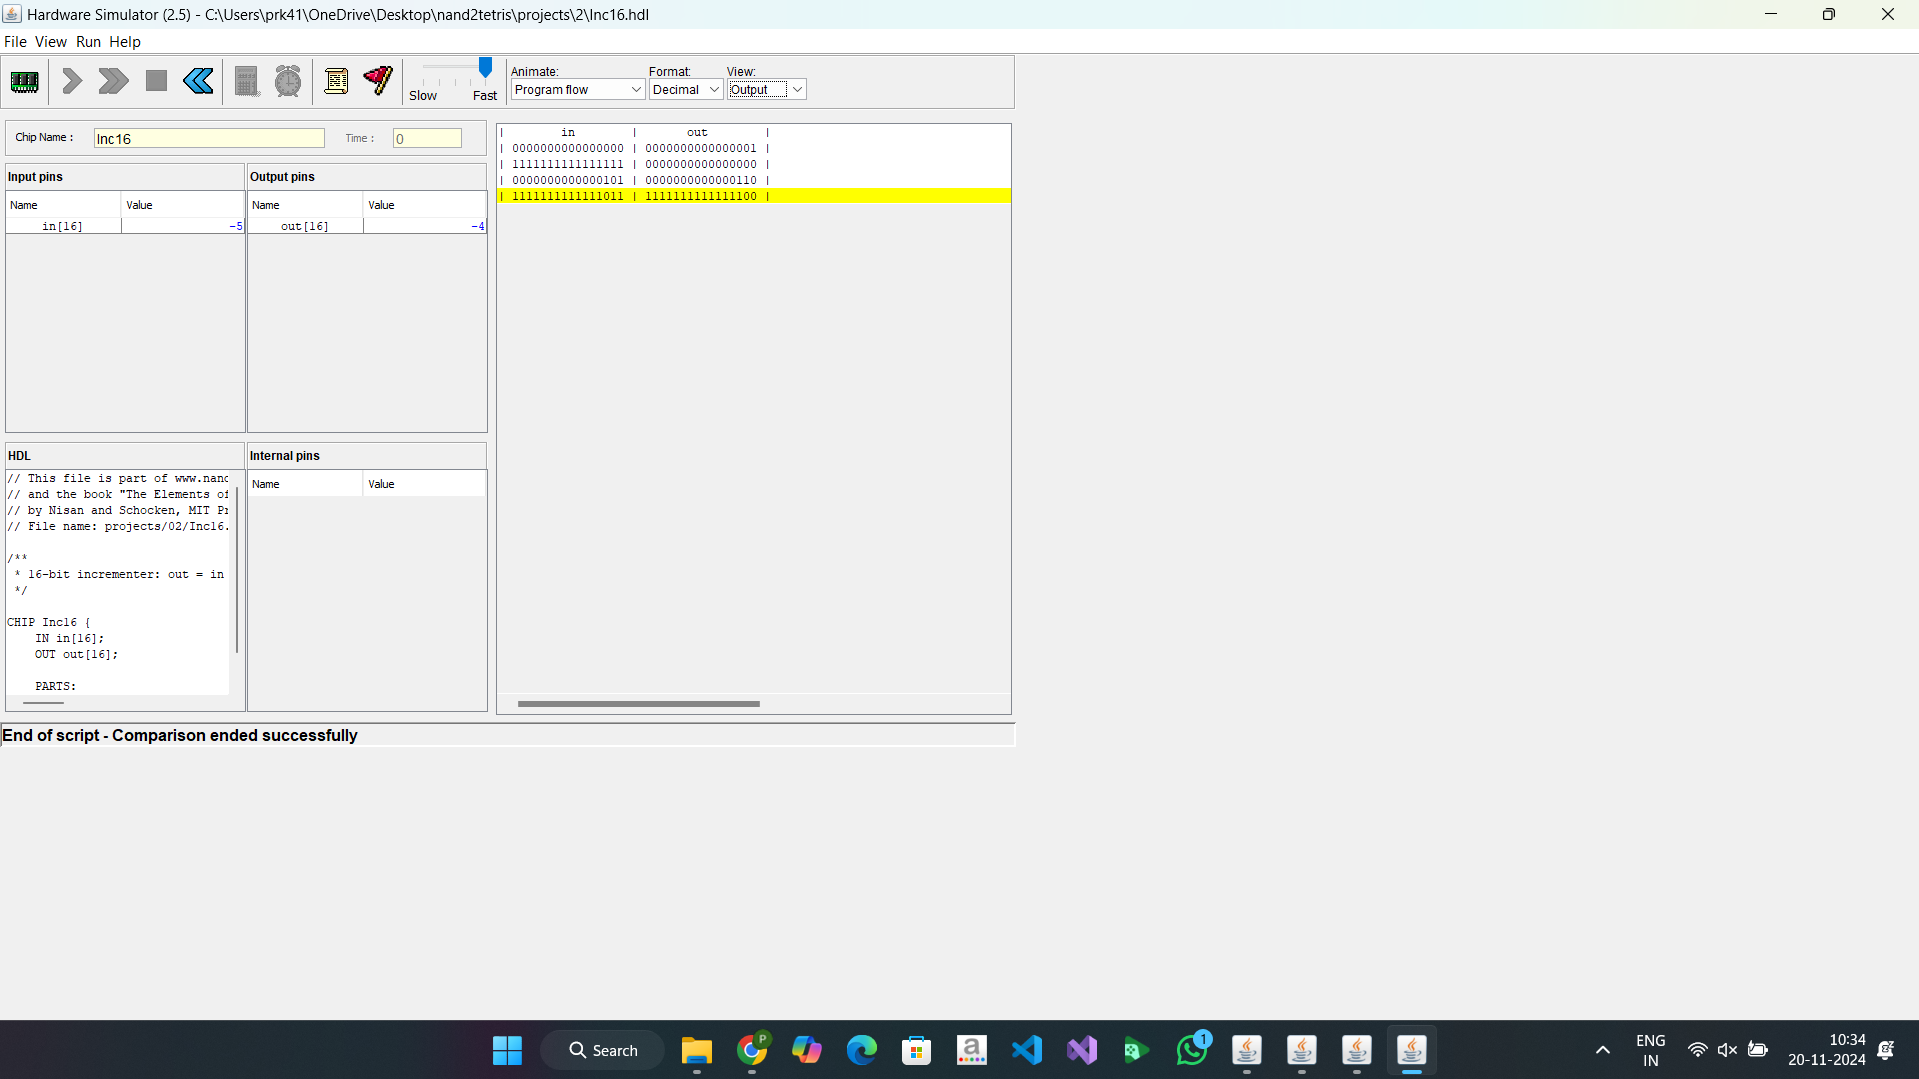 Hardware Simulator (2.5) - C:\Users\prk41\OneDrive\Desktop\nand2tetris\projects\2\Inc16.hdl
File View Run Help
Slow Fast
Animate: Format: View:
Program flow Decimal Output
Chip Name : Inc16 Time : 0
Input pins
Name Value
in[16] -5
Output pins
Name Value
out[16] -4
| in | out |
| 0000000000000000 | 0000000000000001 |
| 1111111111111111 | 0000000000000000 |
| 0000000000000101 | 0000000000000110 |
| 1111111111111011 | 1111111111111100 |
HDL
// This file is part of www.nand
// and the book "The Elements of
// by Nisan and Schocken, MIT Pr
// File name: projects/02/Inc16.
/**
* 16-bit incrementer: out = in
*/
CHIP Inc16 {
IN in[16];
OUT out[16];
PARTS:
Internal pins
Name Value
End of script - Comparison ended successfully
Search
P
a
1
ENG
IN
10:34
20-11-2024